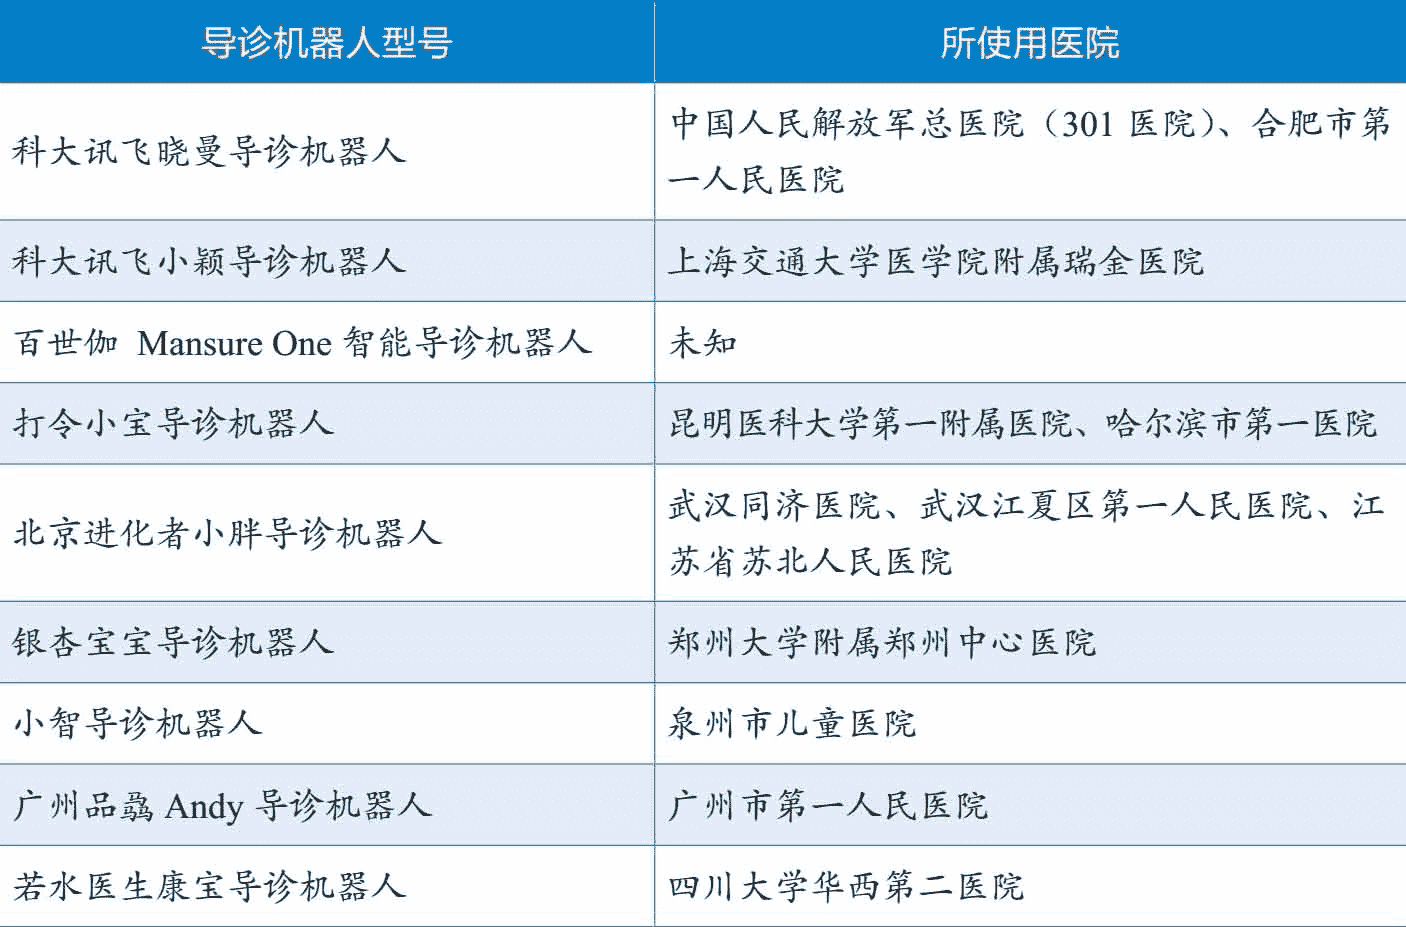 导诊机器人型号 所使用医院
科大讯飞晓曼导诊机器人 中国人民解放军总医院（301 医院）、合肥市第
一人民医院
科大讯飞小颖导诊机器人 上海交通大学医学院附属瑞金医院
百世伽 Mansure One 智能导诊机器人 未知
打令小宝导诊机器人 昆明医科大学第一附属医院、哈尔滨市第一医院
北京进化者小胖导诊机器人 武汉同济医院、武汉江夏区第一人民医院、江
苏省苏北人民医院
银杏宝宝导诊机器人 郑州大学附属郑州中心医院
小智导诊机器人 泉州市儿童医院
广州品骉 Andy 导诊机器人 广州市第一人民医院
若水医生康宝导诊机器人 四川大学华西第二医院